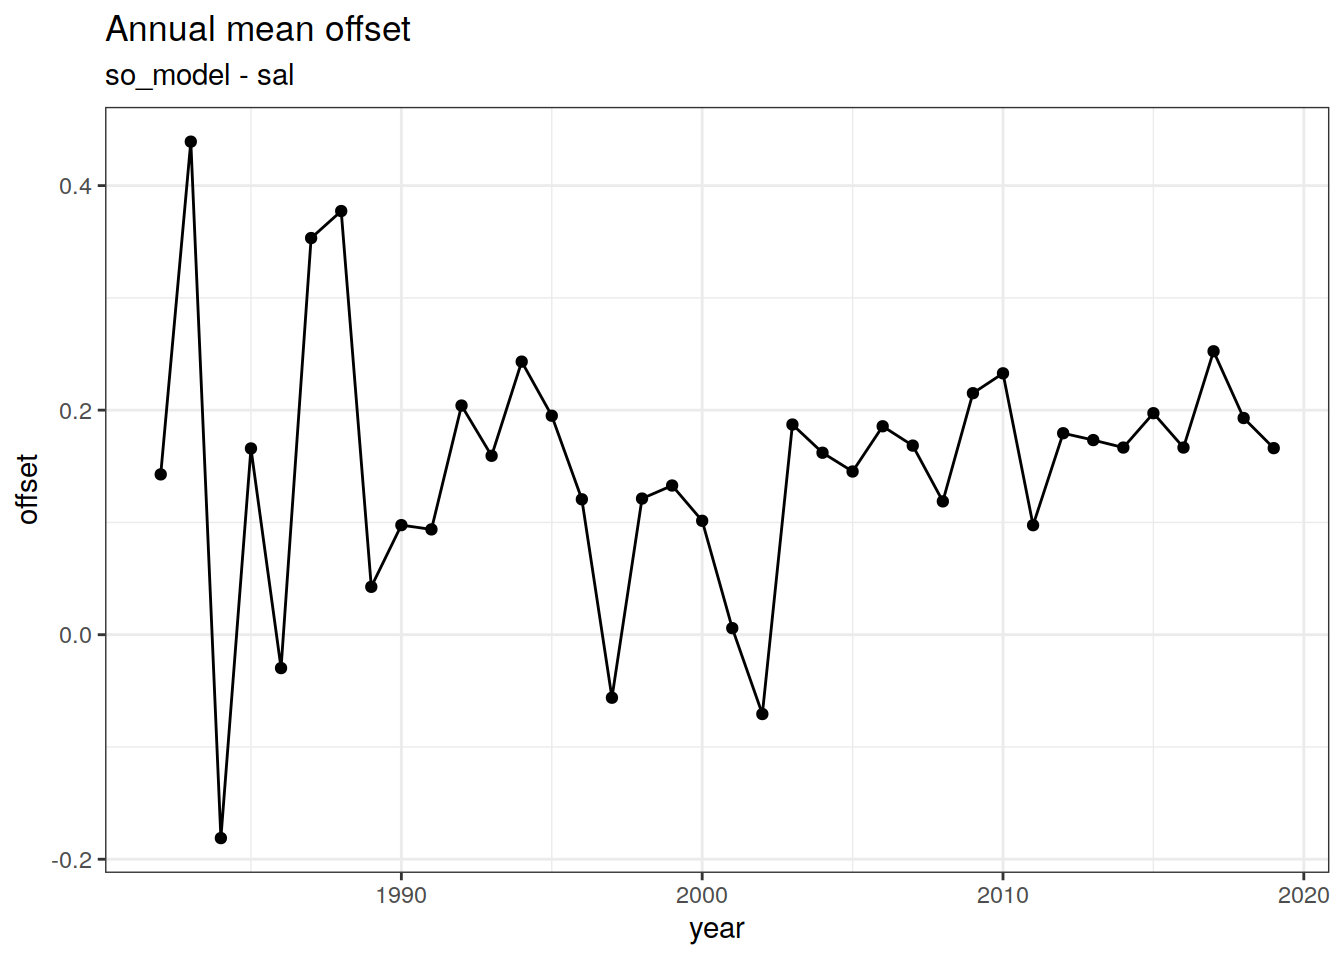 Annual mean offset
so_model - sal
offset
0.4
0.2
0.0
-0.2
1990 2000 2010 2020
year